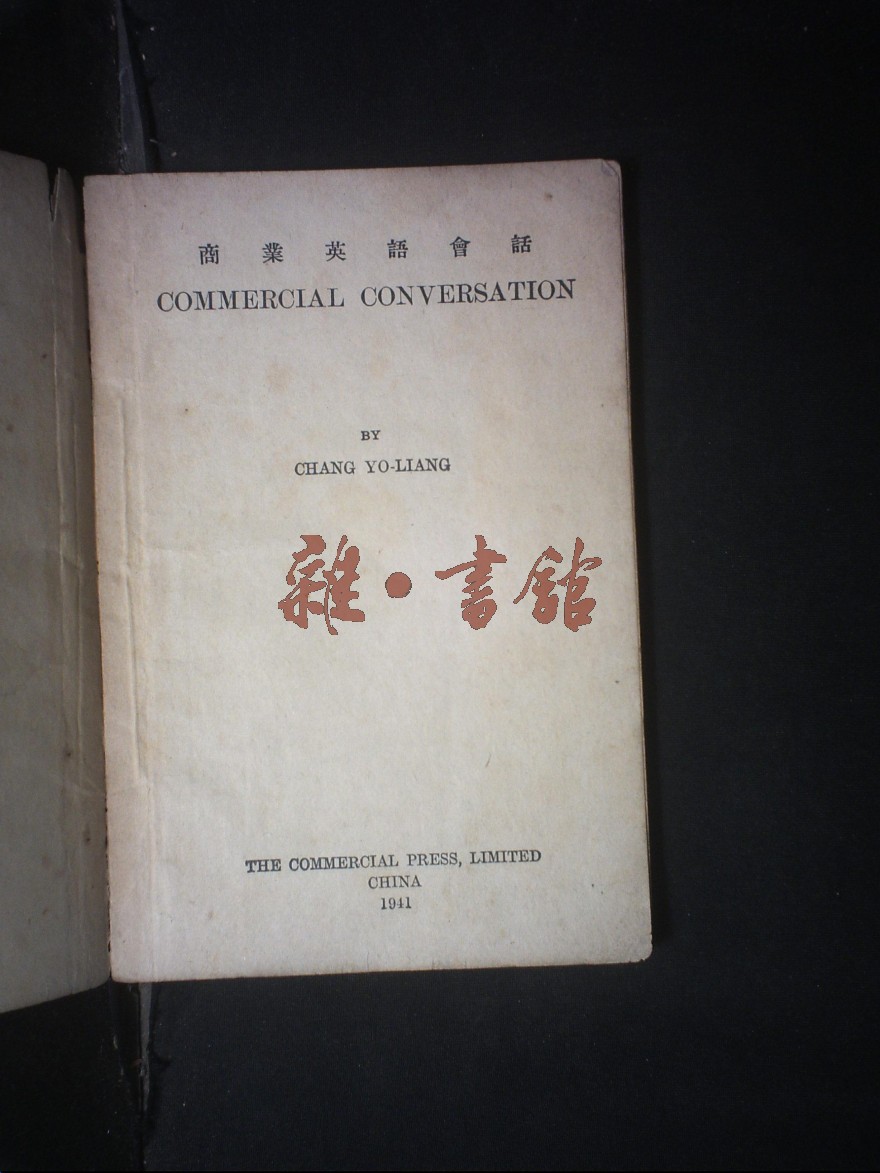 商業英語會話
COMMERCIAL CONVERSATION
BY
CHANG YO-LIANG
雜·書館
THE COMMERCIAL PRESS, LIMITED
CHINA
1941